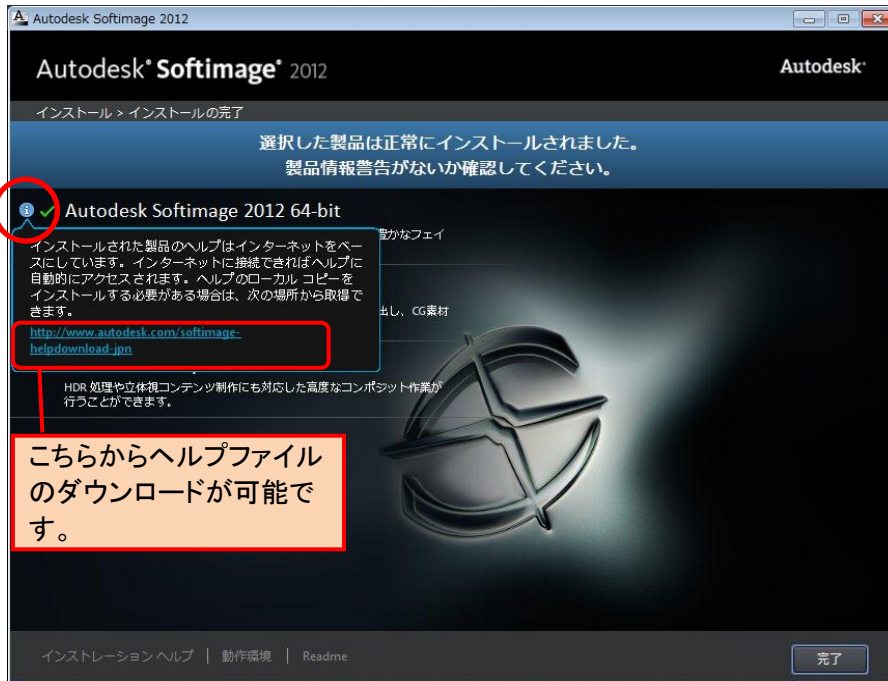 Autodesk Softimage 2012
Autodesk® Softimage® 2012
Autodesk®
インストール > インストールの完了
選択した製品は正常にインストールされました。
製品情報警告がないか確認してください。
Autodesk Softimage 2012 64-bit
豊かなフェイ
インストールされた製品のヘルプはインターネットをベー
スにしています。インターネットに接続できればヘルプに
自動的にアクセスされます。ヘルプのローカル コピーを
インストールする必要がある場合は、次の場所から取得で
きます。
出し、CG素材
http://www.autodesk.com/softimage-
helpdownload-jpn
HDR 処理や立体視コンテンツ制作にも対応した高度なコンポジット作業が
行うことができます。
こちらからヘルプファイル
のダウンロードが可能で
す。
インストレーション ヘルプ | 動作環境 | Readme
完了